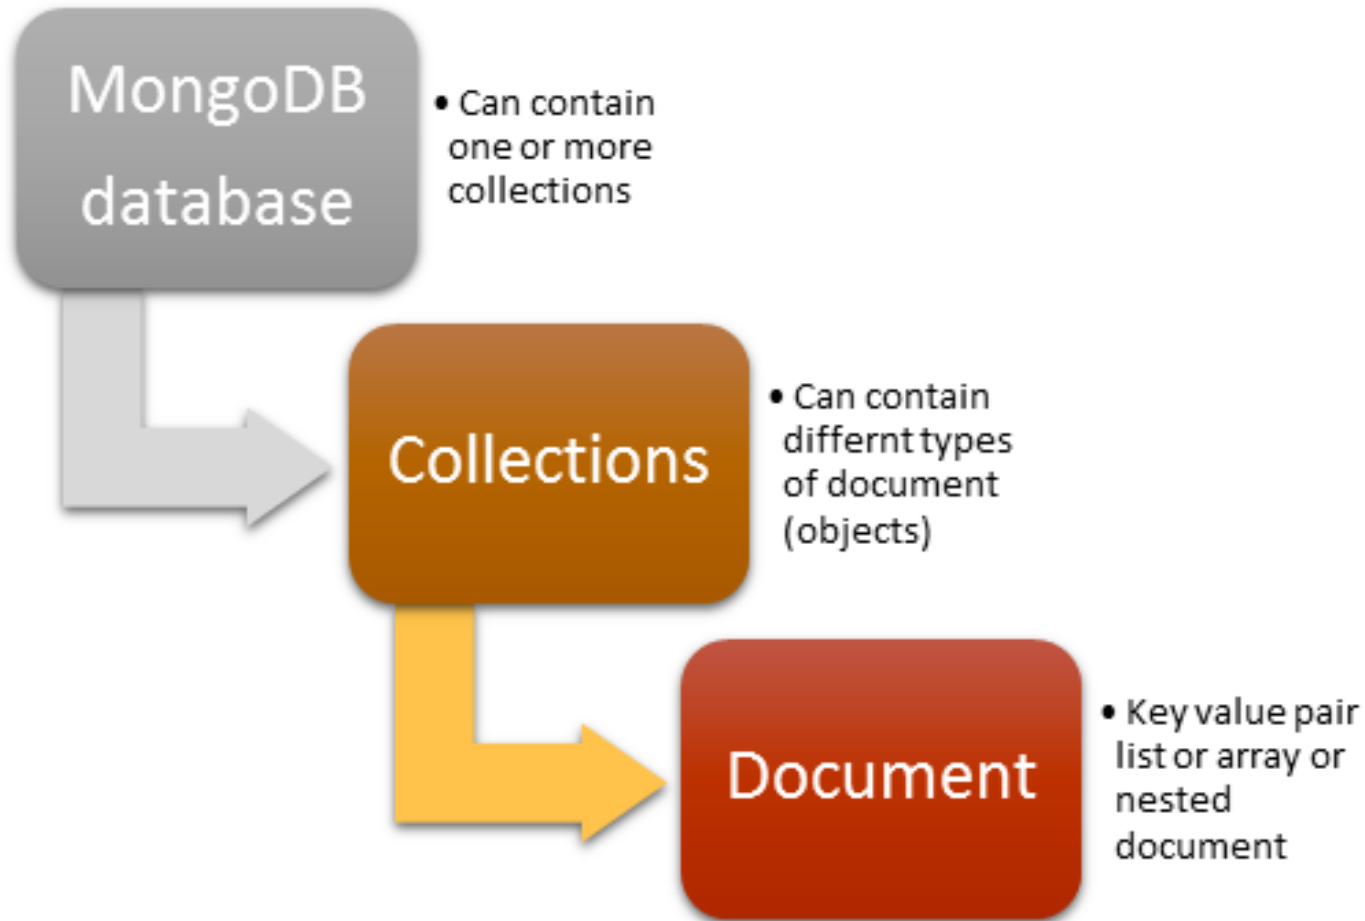 MongoDB
database
• Can contain
one or more
collections
Collections
• Can contain
differnt types
of document
(objects)
Document
• Key value pair
list or array or
nested
document